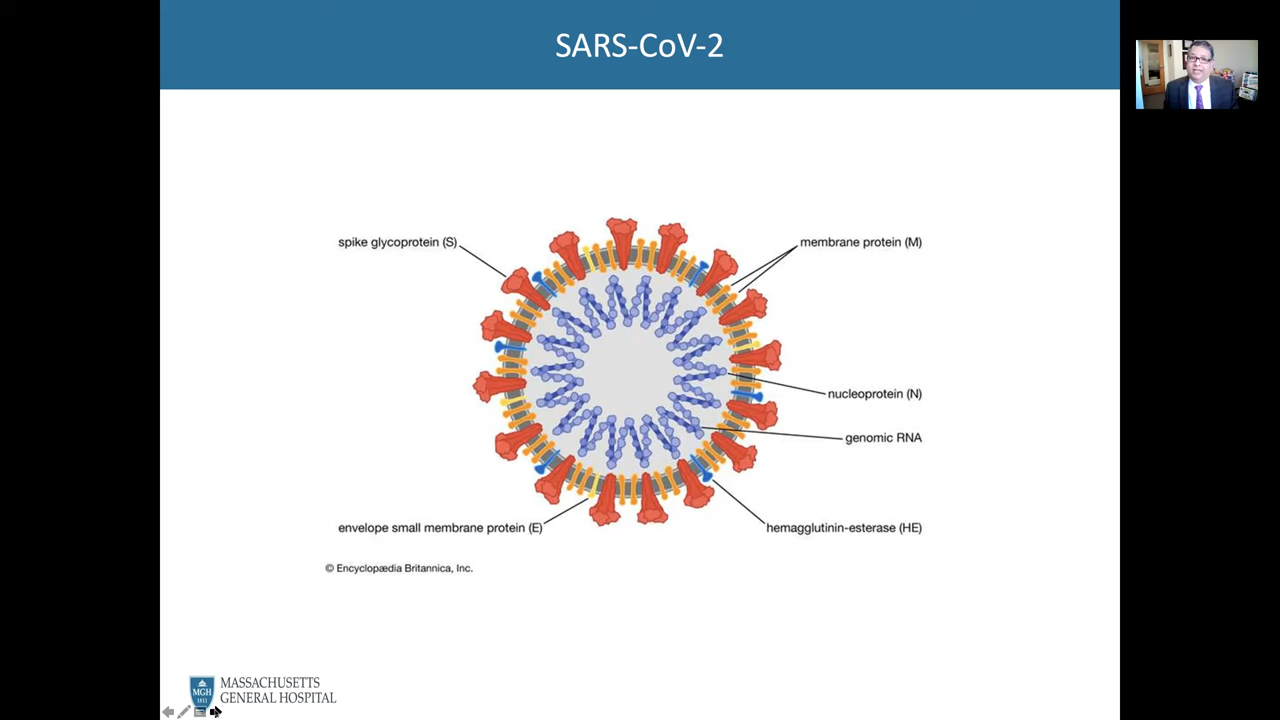 SARS-CoV-2
spike glycoprotein (S)
membrane protein (M)
nucleoprotein (N)
genomic RNA
envelope small membrane protein (E)
hemagglutinin-esterase (HE)
© Encyclopædia Britannica, Inc.
MGH
1811
MASSACHUSETTS
GENERAL HOSPITAL